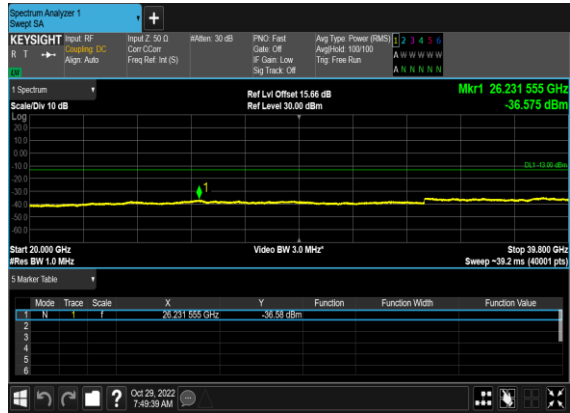 Spectrum Analyzer 1
Swept SA
+
KEYSIGHT Input: RF Input Z: 50 Ω #Atten: 30 dB PNO: Fast Avg Type: Power (RMS) 1 2 3 4 5 6
R T Coupling: DC Corr CCorr Gate: Off Avg|Hold: 100/100 A W W W W W
Align: Auto Freq Ref: Int (S) IF Gain: Low Trig: Free Run
LW Sig Track: Off A N N N N N
1 Spectrum Ref Lvl Offset 15.66 dB Mkr1 26.231 555 GHz
Scale/Div 10 dB Ref Level 30.00 dBm -36.575 dBm
Log
20.0
10.0
0.00
-10.0 DL1 -13.00 dBm
-20.0
-30.0 1
-40.0
-50.0
-60.0
Start 20.000 GHz Video BW 3.0 MHz* Stop 39.800 GHz
#Res BW 1.0 MHz Sweep ~39.2 ms (40001 pts)
5 Marker Table
Mode Trace Scale X Y Function Function Width Function Value
1 N 1 f 26.231 555 GHz -36.58 dBm
2
3
4
5
6
? Oct 29, 2022
7:49:39 AM